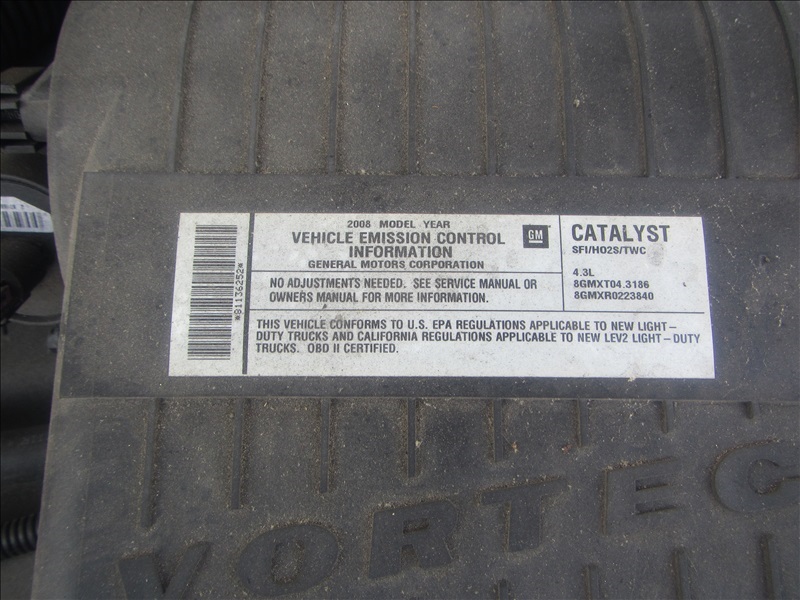 2008 MODEL YEAR
VEHICLE EMISSION CONTROL
INFORMATION
GENERAL MOTORS CORPORATION
GM
NO ADJUSTMENTS NEEDED. SEE SERVICE MANUAL OR
OWNERS MANUAL FOR MORE INFORMATION.
CATALYST
SFI/HO2S/TWC
4.3L
8GMXT04.3186
8GMXR0223840
THIS VEHICLE CONFORMS TO U.S. EPA REGULATIONS APPLICABLE TO NEW LIGHT-
DUTY TRUCKS AND CALIFORNIA REGULATIONS APPLICABLE TO NEW LEV2 LIGHT-DUTY
TRUCKS. OBD II CERTIFIED.
*81136252*
VORTEC